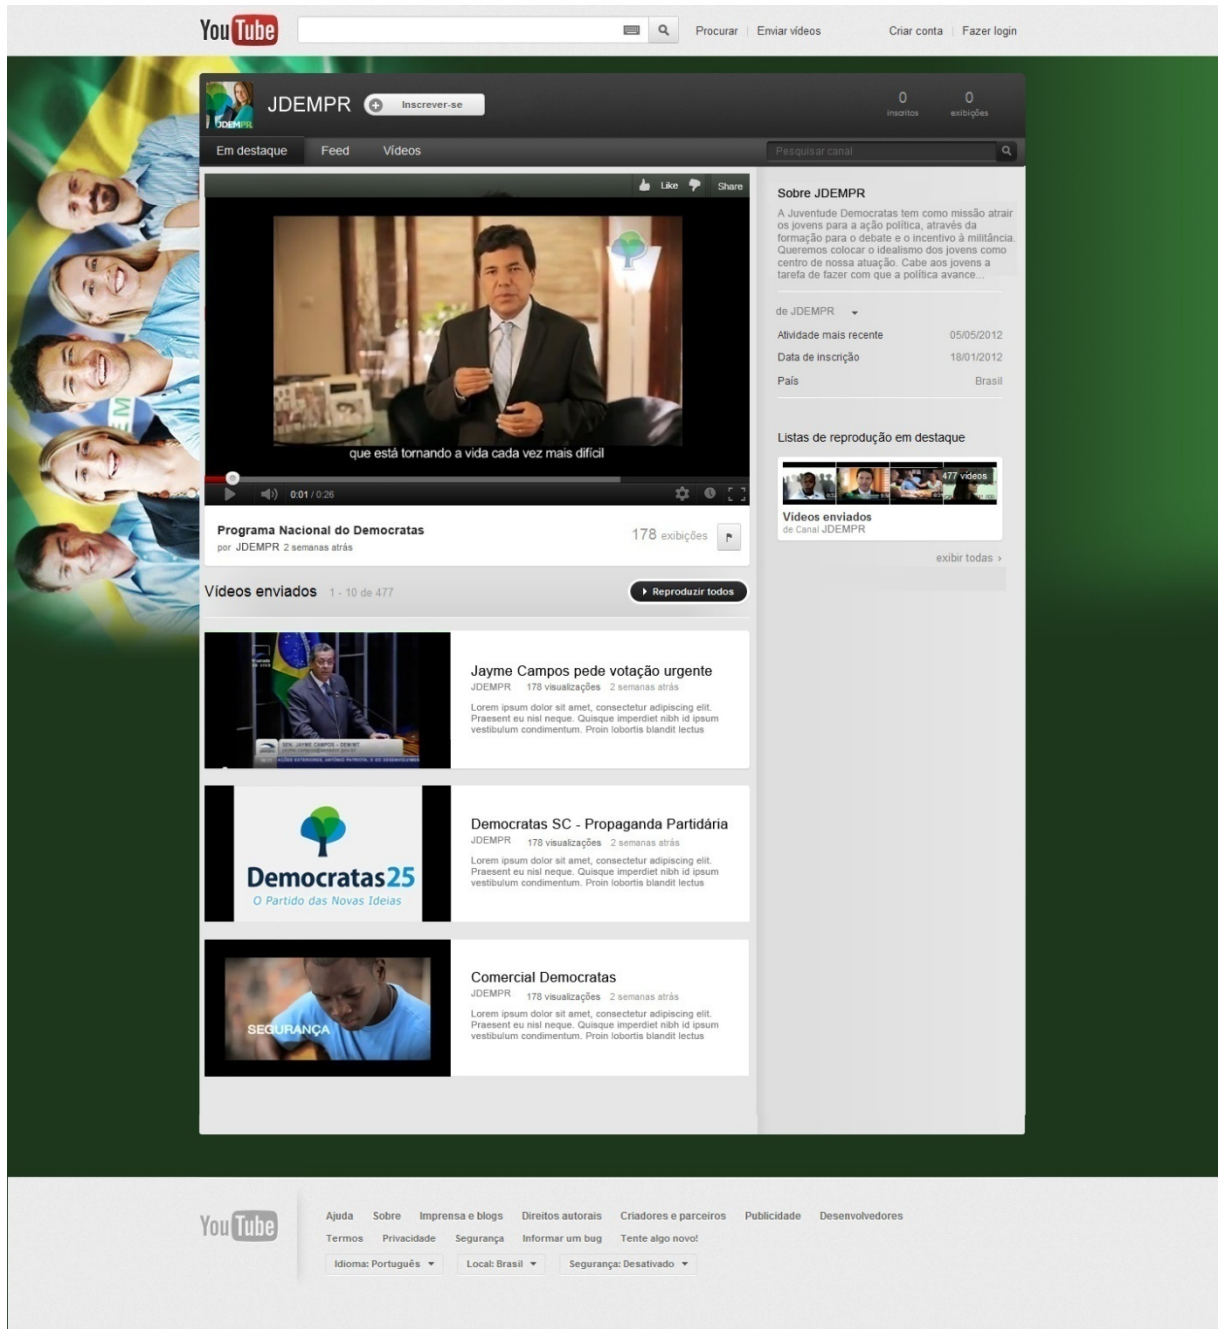 YouTube
Procurar
Enviar vídeos
Criar conta
Fazer login
JDEMPR
JDEMPR
Inscrever-se
0
inscritos
0
exibições
Em destaque
Feed
Vídeos
Pesquisar canal
Like
Share
que está tornando a vida cada vez mais difícil
0:01 / 0:26
Programa Nacional do Democratas
por JDEMPR 2 semanas atrás
178 exibições
Vídeos enviados 1 - 10 de 477
Reproduzir todos
Jayme Campos pede votação urgente
JDEMPR 178 visualizações 2 semanas atrás
Lorem ipsum dolor sit amet, consectetur adipiscing elit.
Praesent eu nisl neque. Quisque imperdiet nibh id ipsum
vestibulum condimentum. Proin lobortis blandit lectus
SEN. JAYME CAMPOS - DEM/MT
Democratas25
O Partido das Novas Ideias
Democratas SC - Propaganda Partidária
JDEMPR 178 visualizações 2 semanas atrás
Lorem ipsum dolor sit amet, consectetur adipiscing elit.
Praesent eu nisl neque. Quisque imperdiet nibh id ipsum
vestibulum condimentum. Proin lobortis blandit lectus
SEGURANÇA
Comercial Democratas
JDEMPR 178 visualizações 2 semanas atrás
Lorem ipsum dolor sit amet, consectetur adipiscing elit.
Praesent eu nisl neque. Quisque imperdiet nibh id ipsum
vestibulum condimentum. Proin lobortis blandit lectus
Sobre JDEMPR
A Juventude Democratas tem como missão atrair
os jovens para a ação política, através da
formação para o debate e o incentivo à militância.
Queremos colocar o idealismo dos jovens como
centro de nossa atuação. Cabe aos jovens a
tarefa de fazer com que a política avance...
de JDEMPR
Atividade mais recente 05/05/2012
Data de inscrição 18/01/2012
País Brasil
Listas de reprodução em destaque
477 vídeos
Vídeos enviados
de Canal JDEMPR
exibir todas ›
YouTube
Ajuda Sobre Imprensa e blogs Direitos autorais Criadores e parceiros Publicidade Desenvolvedores
Termos Privacidade Segurança Informar um bug Tente algo novo!
Idioma: Português
Local: Brasil
Segurança: Desativado